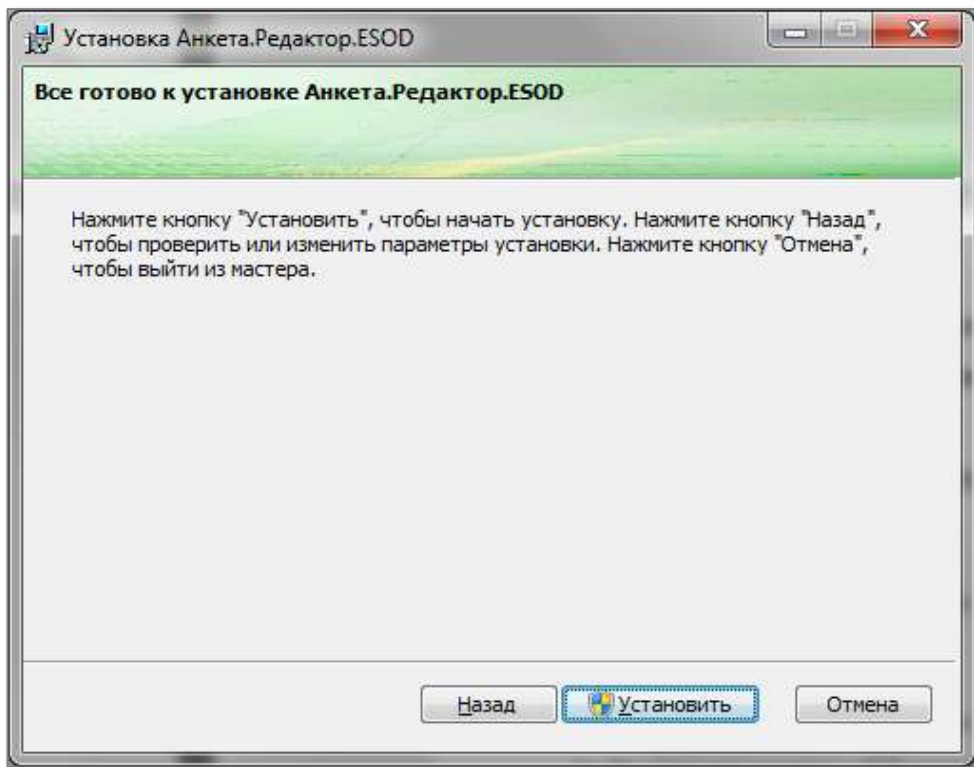 Установка Анкета.Редактор.ESOD
Все готово к установке Анкета.Редактор.ESOD
Нажмите кнопку "Установить", чтобы начать установку. Нажмите кнопку "Назад",
чтобы проверить или изменить параметры установки. Нажмите кнопку "Отмена",
чтобы выйти из мастера.
Назад Установить Отмена